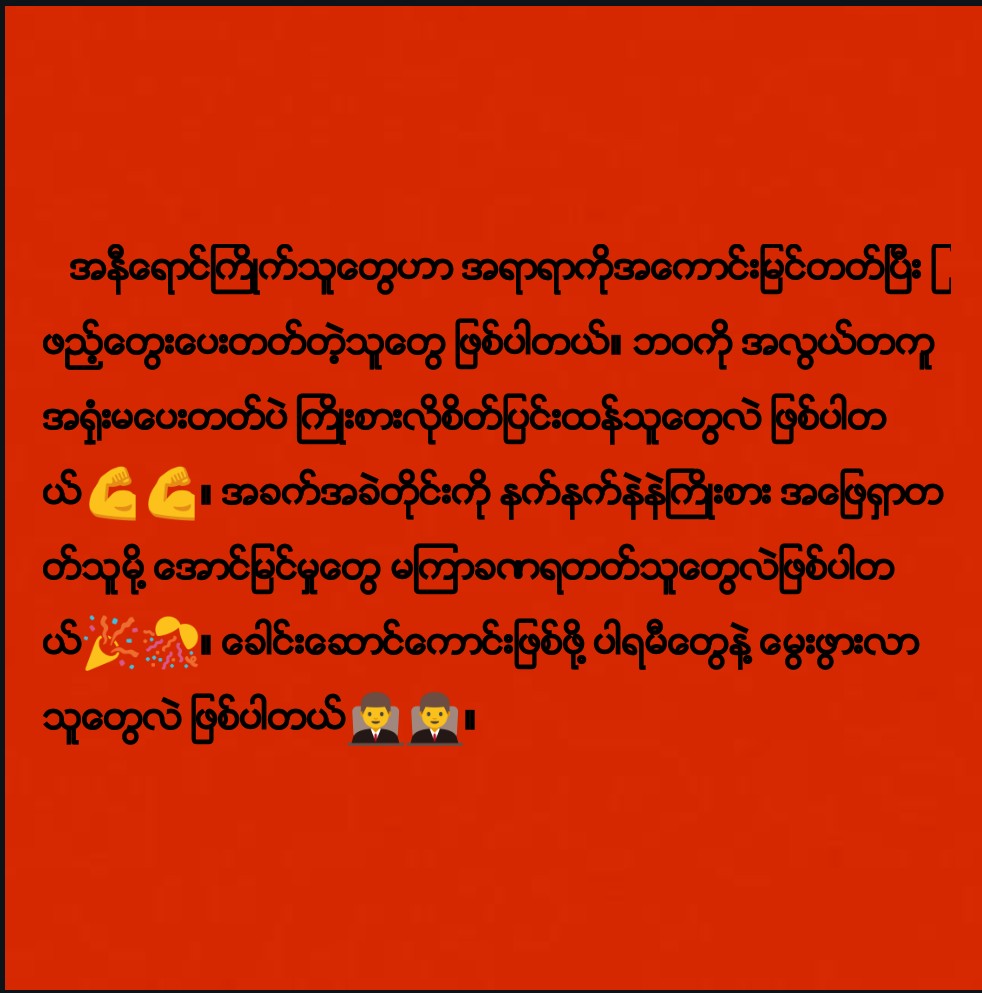 အနီရောင်ကြိုက်သူတွေဟာ အရာရာကိုအကောင်းမြင်တတ်ပြီး ြ
ဖည့်တွေးပေးတတ်တဲ့သူတွေ ဖြစ်ပါတယ်။ ဘဝကို အလွယ်တကူ
အရှုံးမပေးတတ်ပဲ ကြိုးစားလိုစိတ်ပြင်းထန်သူတွေလဲ ဖြစ်ပါတ
ယ်💪💪။ အခက်အခဲတိုင်းကို နက်နက်နဲနဲကြိုးစား အဖြေရှာတ
တ်သူမို့ အောင်မြင်မှုတွေ မကြာခဏရတတ်သူတွေလဲဖြစ်ပါတ
ယ်🎉🎊။ ခေါင်းဆောင်ကောင်းဖြစ်ဖို့ ပါရမီတွေနဲ့ မွေးဖွားလာ
သူတွေလဲ ဖြစ်ပါတယ်👨‍💼👨‍💼။